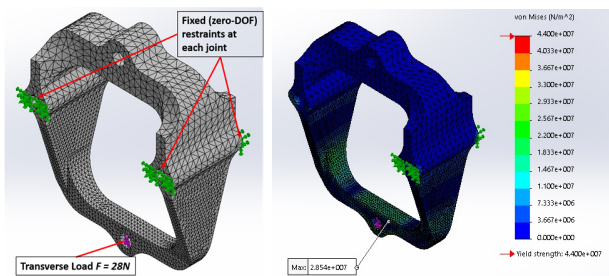 Fixed (zero-DOF)
restraints at
each joint
Transverse Load F = 28N
von Mises (N/m^2)
4.400e+007
4.033e+007
3.667e+007
3.300e+007
2.933e+007
2.567e+007
2.200e+007
1.833e+007
1.467e+007
1.100e+007
7.333e+006
3.667e+006
0.000e+000
Yield strength: 4.400e+007
Max: 2.854e+007